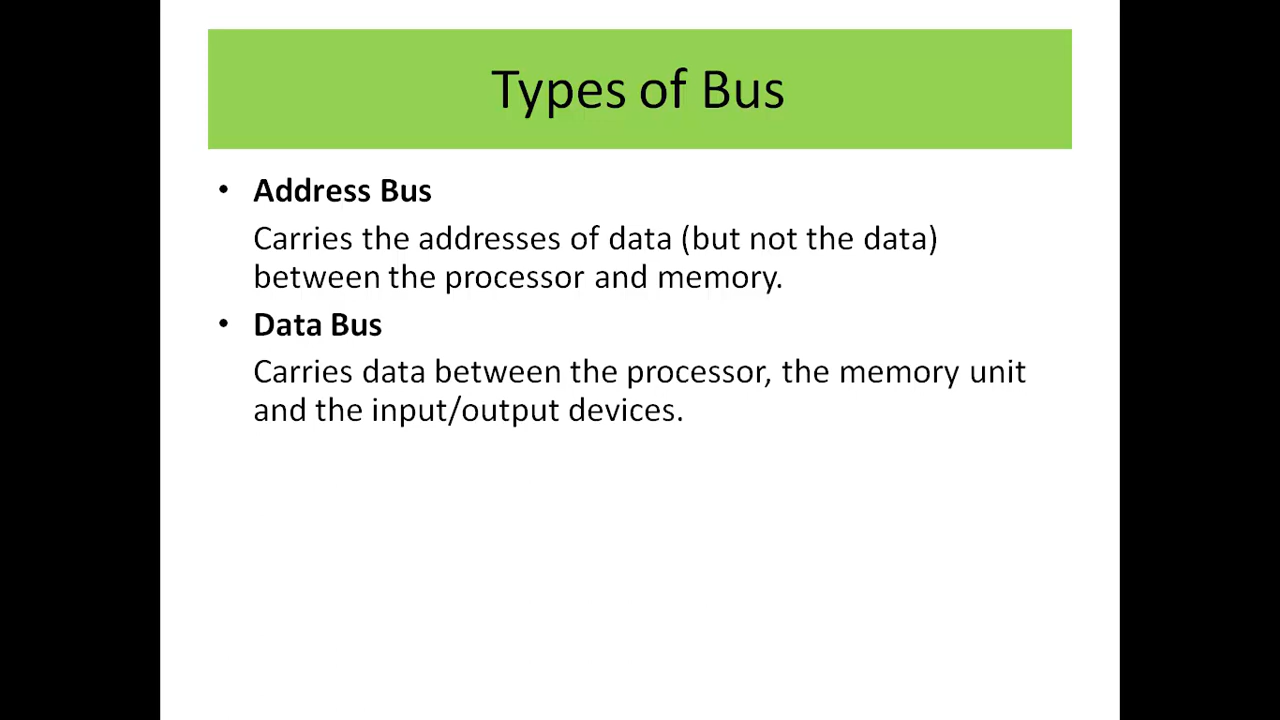 Types of Bus
• Address Bus
Carries the addresses of data (but not the data)
between the processor and memory.
• Data Bus
Carries data between the processor, the memory unit
and the input/output devices.